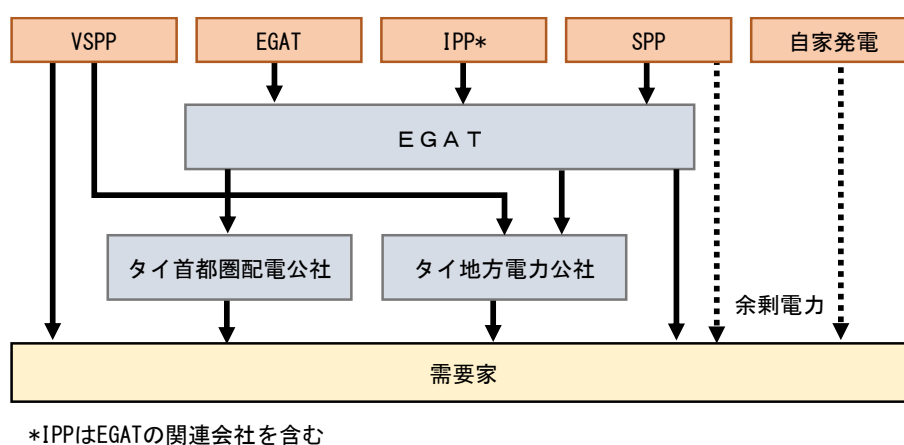 VSPP
EGAT
IPP*
SPP
自家発電
ＥＧＡＴ
タイ首都圏配電公社
タイ地方電力公社
余剰電力
需要家
*IPPはEGATの関連会社を含む